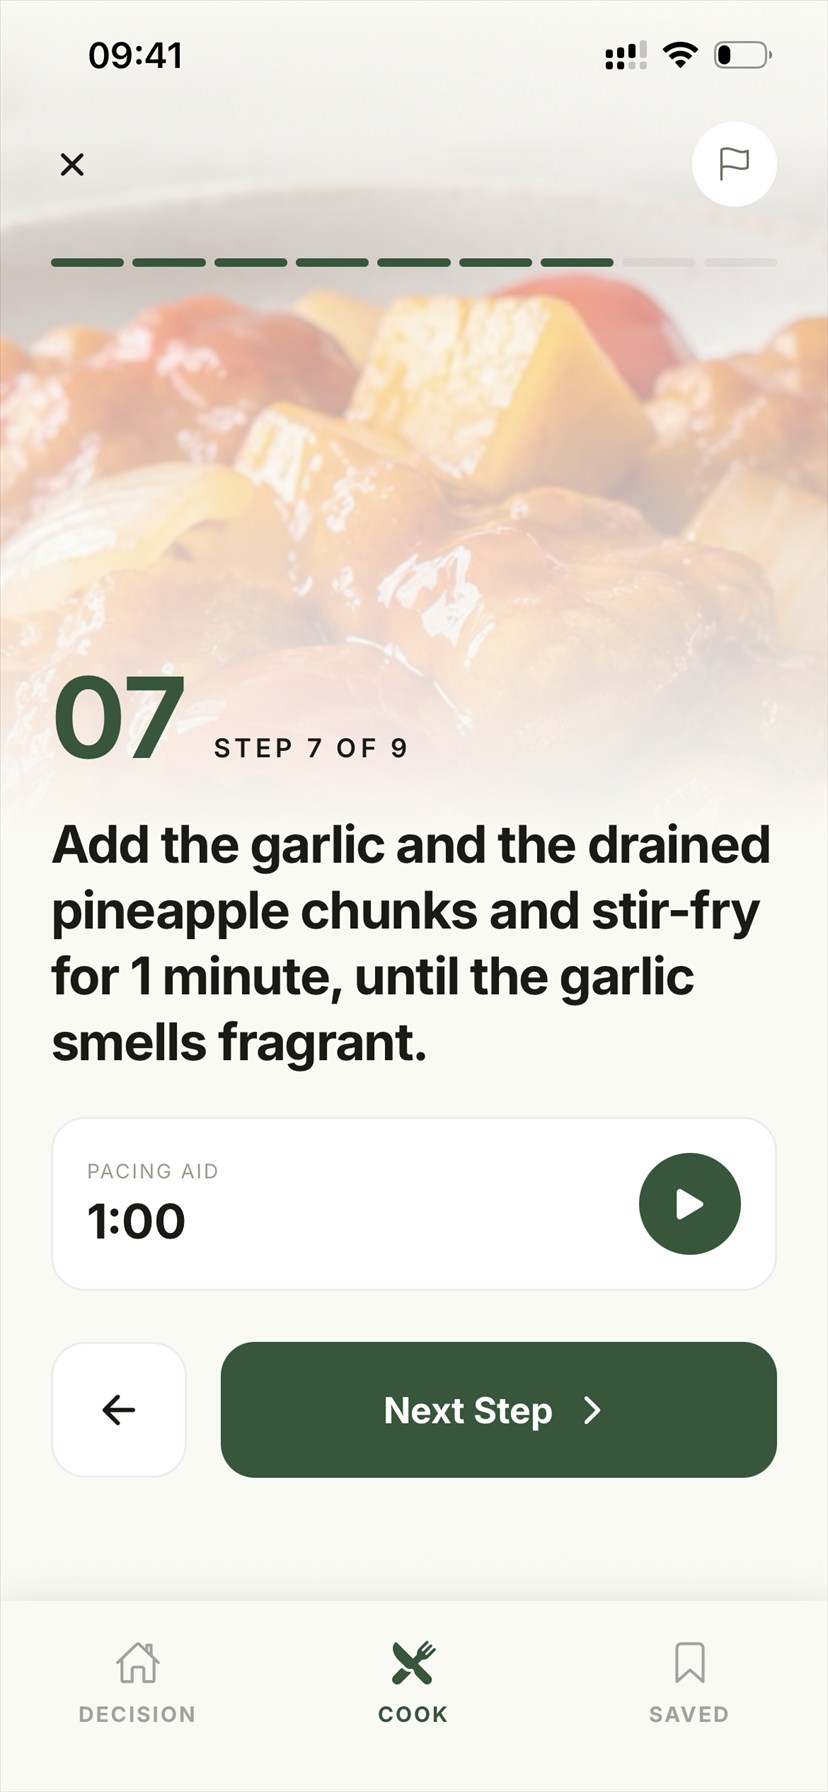 09:41
07
STEP 7 OF 9
Add the garlic and the drained
pineapple chunks and stir-fry
for 1 minute, until the garlic
smells fragrant.
PACING AID
1:00
Next Step
DECISION
COOK
SAVED